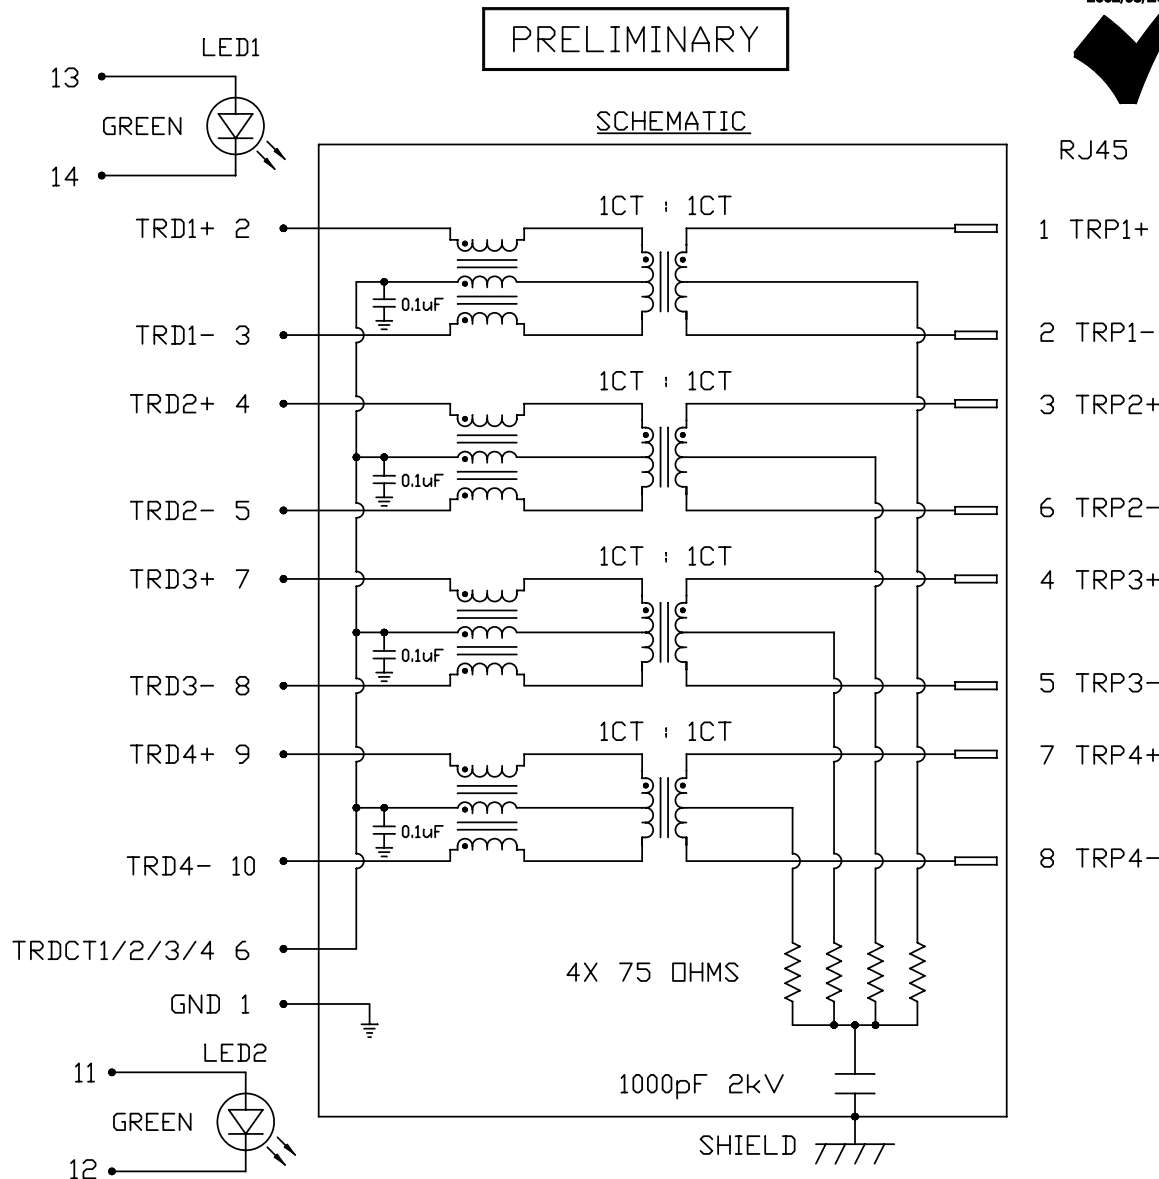 PRELIMINARY
LED1
13
GREEN
14
SCHEMATIC
RJ45
1CT : 1CT
TRD1+ 2
1 TRP1+
0.1uF
TRD1- 3
2 TRP1-
1CT : 1CT
TRD2+ 4
3 TRP2+
0.1uF
TRD2- 5
6 TRP2-
1CT : 1CT
TRD3+ 7
4 TRP3+
0.1uF
TRD3- 8
5 TRP3-
1CT : 1CT
TRD4+ 9
7 TRP4+
0.1uF
TRD4- 10
8 TRP4-
TRDCT1/2/3/4 6
4X 75 OHMS
GND 1
LED2
11
1000pF 2kV
GREEN
SHIELD
12